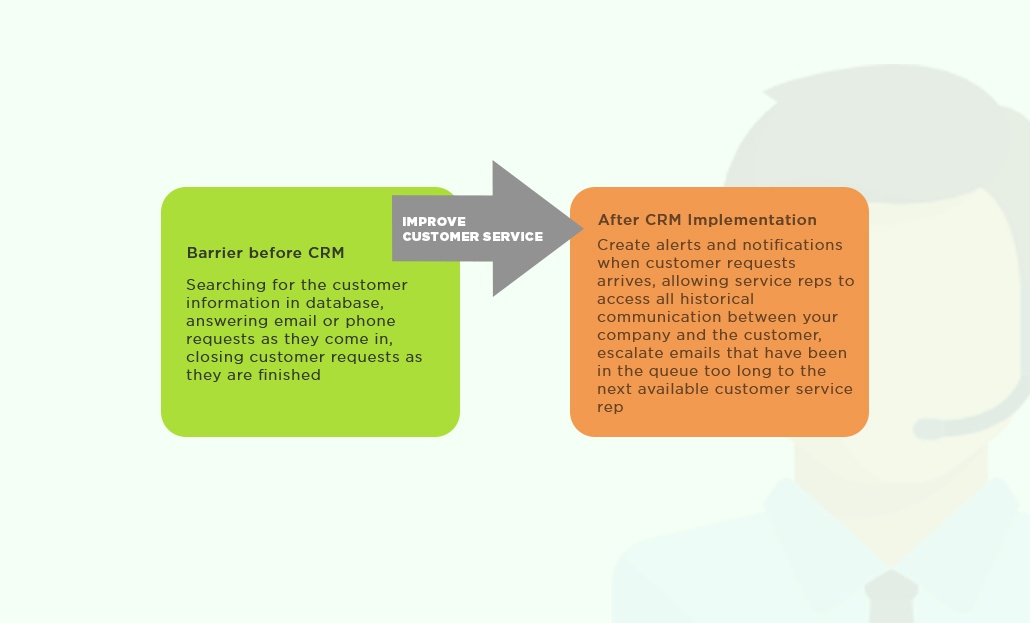 Barrier before CRM
Searching for the customer
information in database,
answering email or phone
requests as they come in,
closing customer requests as
they are finished
IMPROVE
CUSTOMER SERVICE
After CRM Implementation
Create alerts and notifications
when customer requests
arrives, allowing service reps to
access all historical
communication between your
company and the customer,
escalate emails that have been
in the queue too long to the
next available customer service
rep